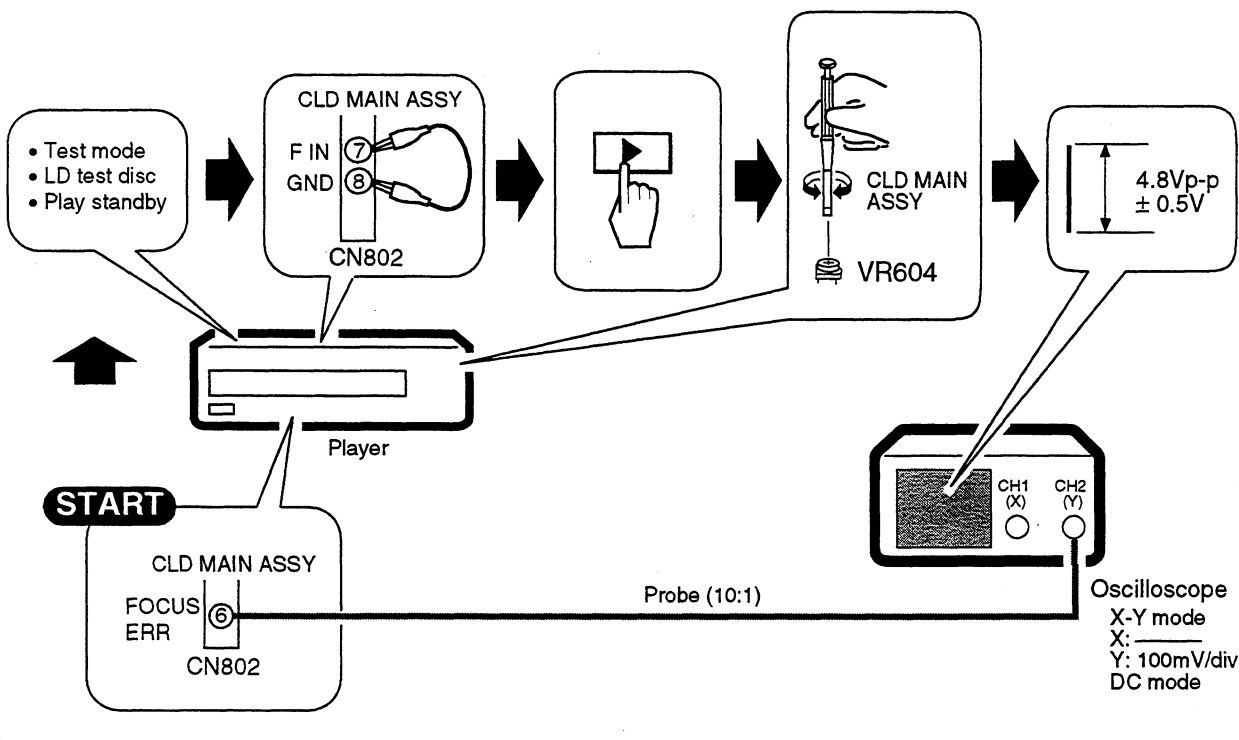 START
CLD MAIN ASSY
FOCUS
ERR
⑥
CN802
Probe (10:1)
• Test mode
• LD test disc
• Play standby
CLD MAIN ASSY
F IN ⑦
GND ⑧
CN802
CLD MAIN
ASSY
VR604
4.8Vp-p
± 0.5V
Player
CH1
(X)
CH2
(Y)
Oscilloscope
X-Y mode
X: ———
Y: 100mV/div
DC mode